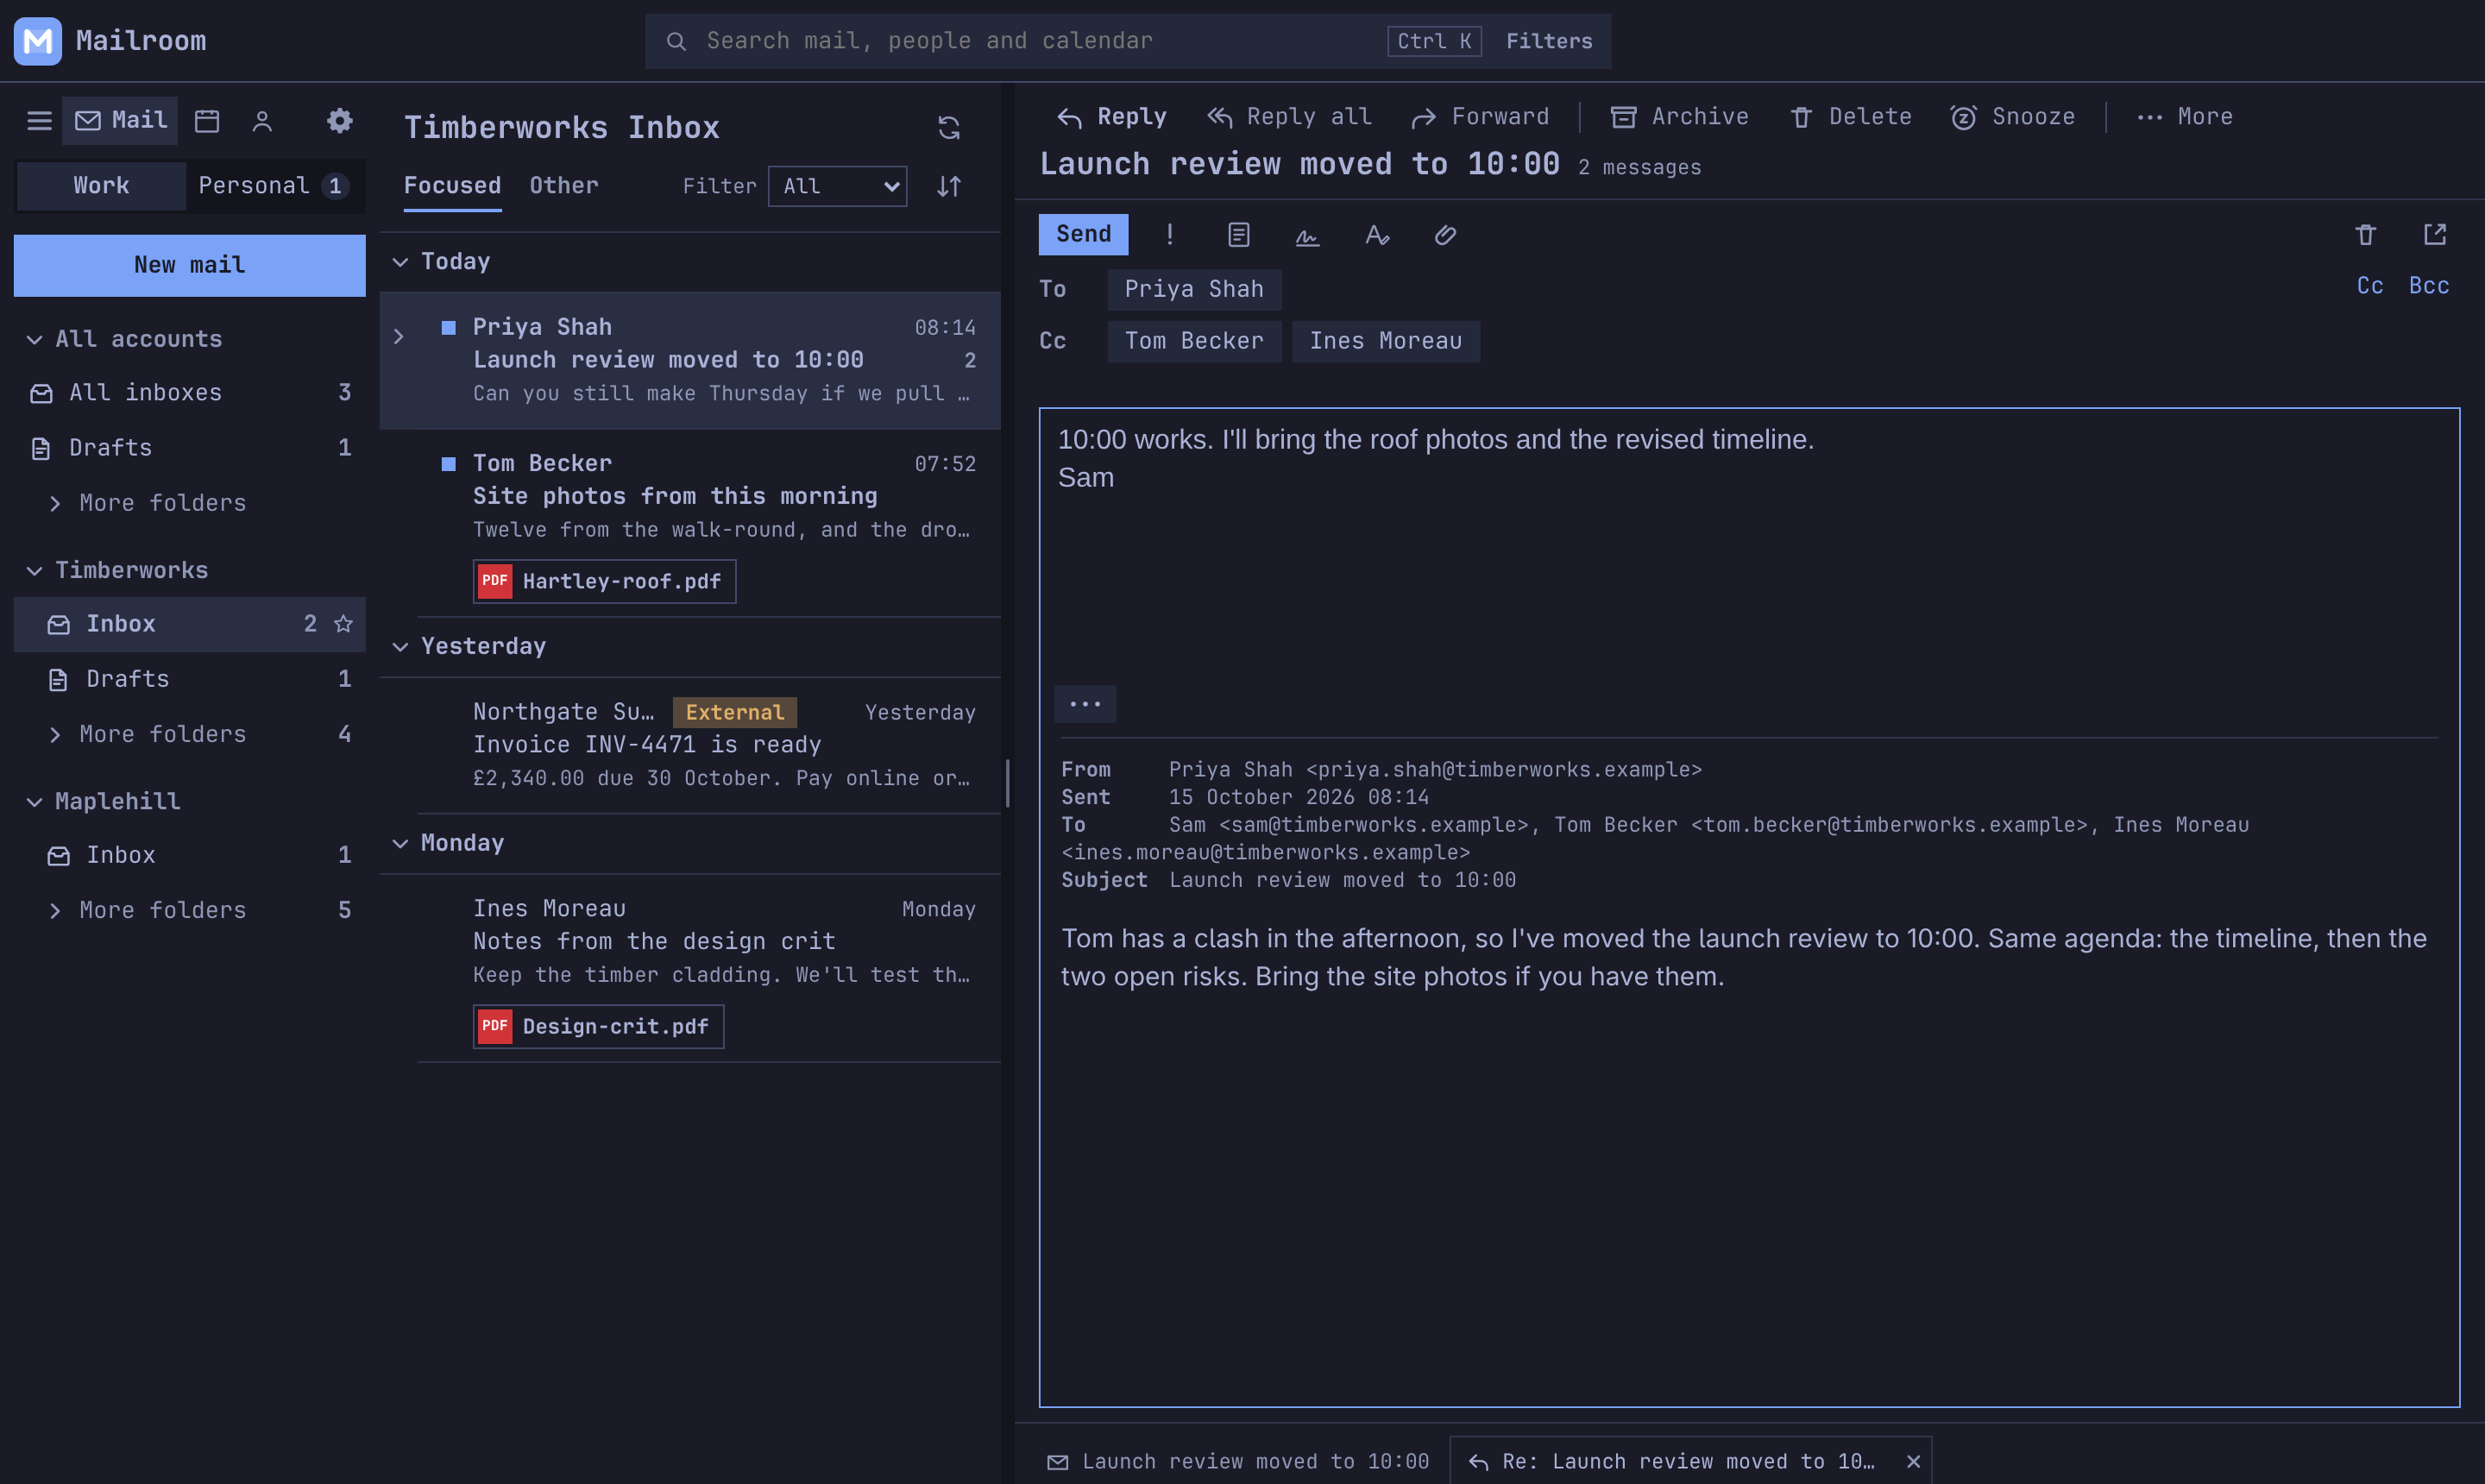 Mailroom
Search mail, people and calendar
Ctrl K
Filters
Mail
Work
Personal 1
New mail
All accounts
All inboxes 3
Drafts 1
More folders
Timberworks
Inbox 2
Drafts 1
More folders 4
Maplehill
Inbox 1
More folders 5
Timberworks Inbox
Focused Other Filter All
Today
Priya Shah 08:14
Launch review moved to 10:00 2
Can you still make Thursday if we pull …
Tom Becker 07:52
Site photos from this morning
Twelve from the walk-round, and the dro…
PDF Hartley-roof.pdf
Yesterday
Northgate Su… External Yesterday
Invoice INV-4471 is ready
£2,340.00 due 30 October. Pay online or…
Monday
Ines Moreau Monday
Notes from the design crit
Keep the timber cladding. We'll test th…
PDF Design-crit.pdf
Reply Reply all Forward Archive Delete Snooze More
Launch review moved to 10:00 2 messages
Send
To Priya Shah Cc Bcc
Cc Tom Becker Ines Moreau
10:00 works. I'll bring the roof photos and the revised timeline.
Sam
From Priya Shah <priya.shah@timberworks.example>
Sent 15 October 2026 08:14
To Sam <sam@timberworks.example>, Tom Becker <tom.becker@timberworks.example>, Ines Moreau
<ines.moreau@timberworks.example>
Subject Launch review moved to 10:00
Tom has a clash in the afternoon, so I've moved the launch review to 10:00. Same agenda: the timeline, then the
two open risks. Bring the site photos if you have them.
Launch review moved to 10:00
Re: Launch review moved to 10…